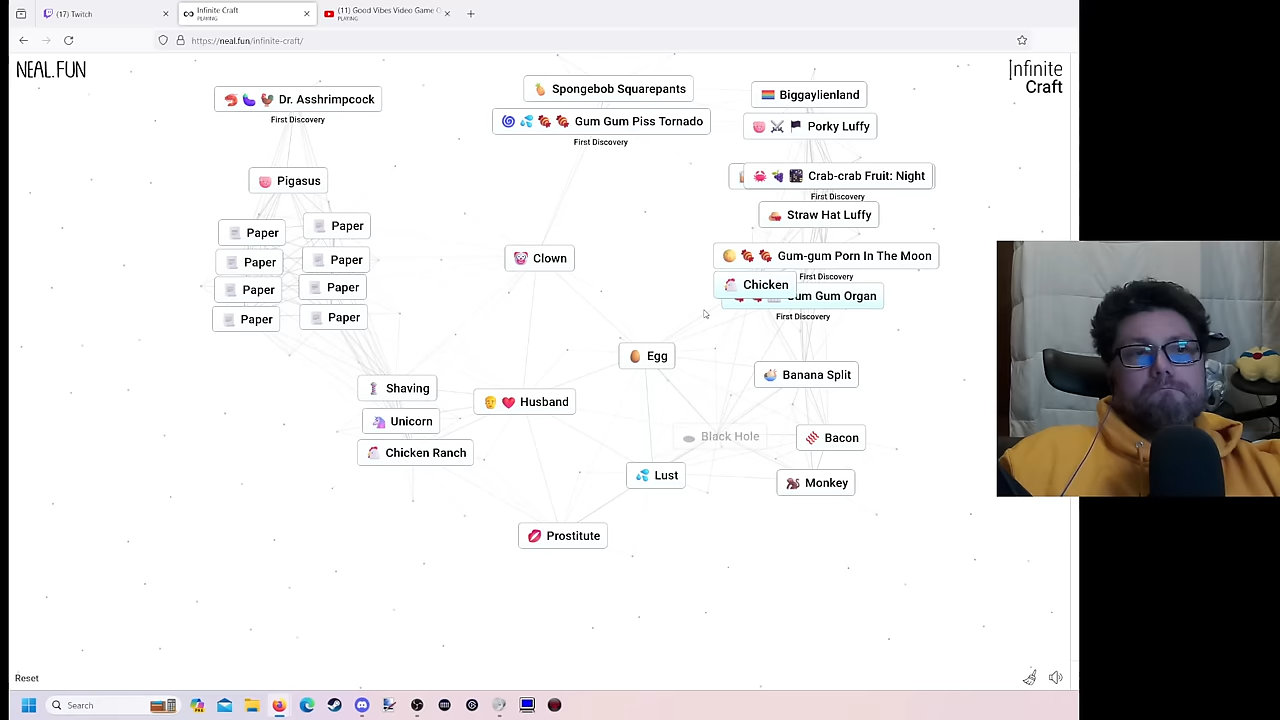 (17) Twitch
Infinite Craft
PLAYING
(11) Good Vibes Video Game
PLAYING
https://neal.fun/infinite-craft/
NEAL.FUN
Infinite
Craft
Dr. Asshrimpcock
First Discovery
Spongebob Squarepants
Gum Gum Piss Tornado
First Discovery
Biggaylienland
Porky Luffy
Crab-crab Fruit: Night
First Discovery
Straw Hat Luffy
Pigasus
Paper
Paper
Paper
Paper
Paper
Paper
Paper
Paper
Clown
Gum-gum Porn In The Moon
First Discovery
Chicken
Gum Gum Organ
First Discovery
Egg
Banana Split
Shaving
Husband
Unicorn
Black Hole
Bacon
Chicken Ranch
Lust
Monkey
Prostitute
Reset
Search